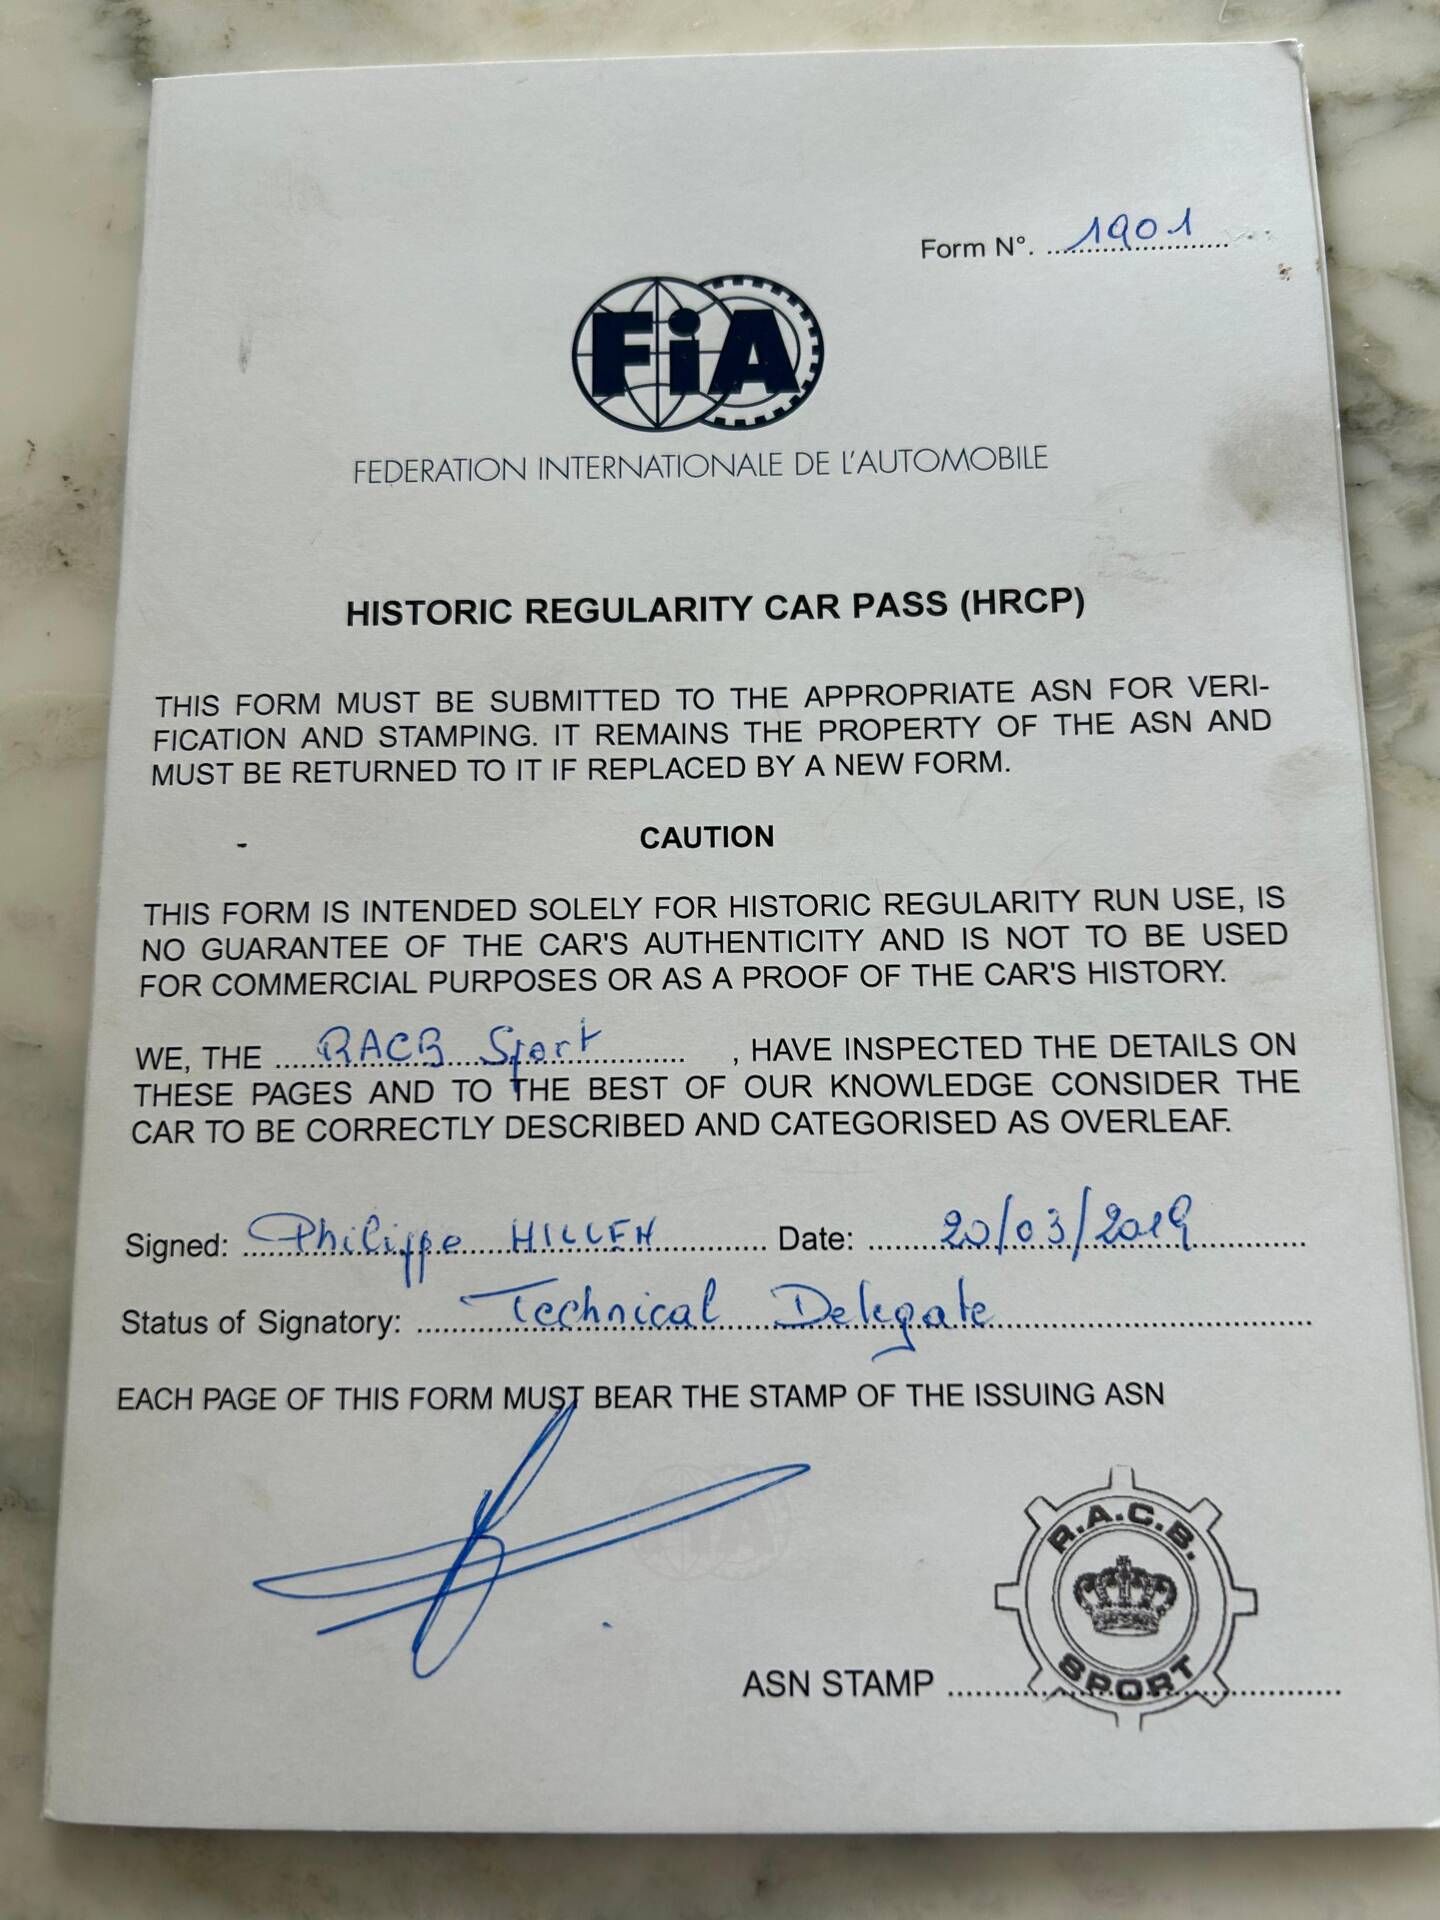 Form N°. 1901
FiA
FEDERATION INTERNATIONALE DE L'AUTOMOBILE
HISTORIC REGULARITY CAR PASS (HRCP)
THIS FORM MUST BE SUBMITTED TO THE APPROPRIATE ASN FOR VERI-
FICATION AND STAMPING. IT REMAINS THE PROPERTY OF THE ASN AND
MUST BE RETURNED TO IT IF REPLACED BY A NEW FORM.
CAUTION
THIS FORM IS INTENDED SOLELY FOR HISTORIC REGULARITY RUN USE, IS
NO GUARANTEE OF THE CAR'S AUTHENTICITY AND IS NOT TO BE USED
FOR COMMERCIAL PURPOSES OR AS A PROOF OF THE CAR'S HISTORY.
WE, THE RACB Sport , HAVE INSPECTED THE DETAILS ON
THESE PAGES AND TO THE BEST OF OUR KNOWLEDGE CONSIDER THE
CAR TO BE CORRECTLY DESCRIBED AND CATEGORISED AS OVERLEAF.
Signed: Philippe HILLEN Date: 20/03/2019
Status of Signatory: Technical Delegate
EACH PAGE OF THIS FORM MUST BEAR THE STAMP OF THE ISSUING ASN
R.A.C.B.
SPORT
ASN STAMP